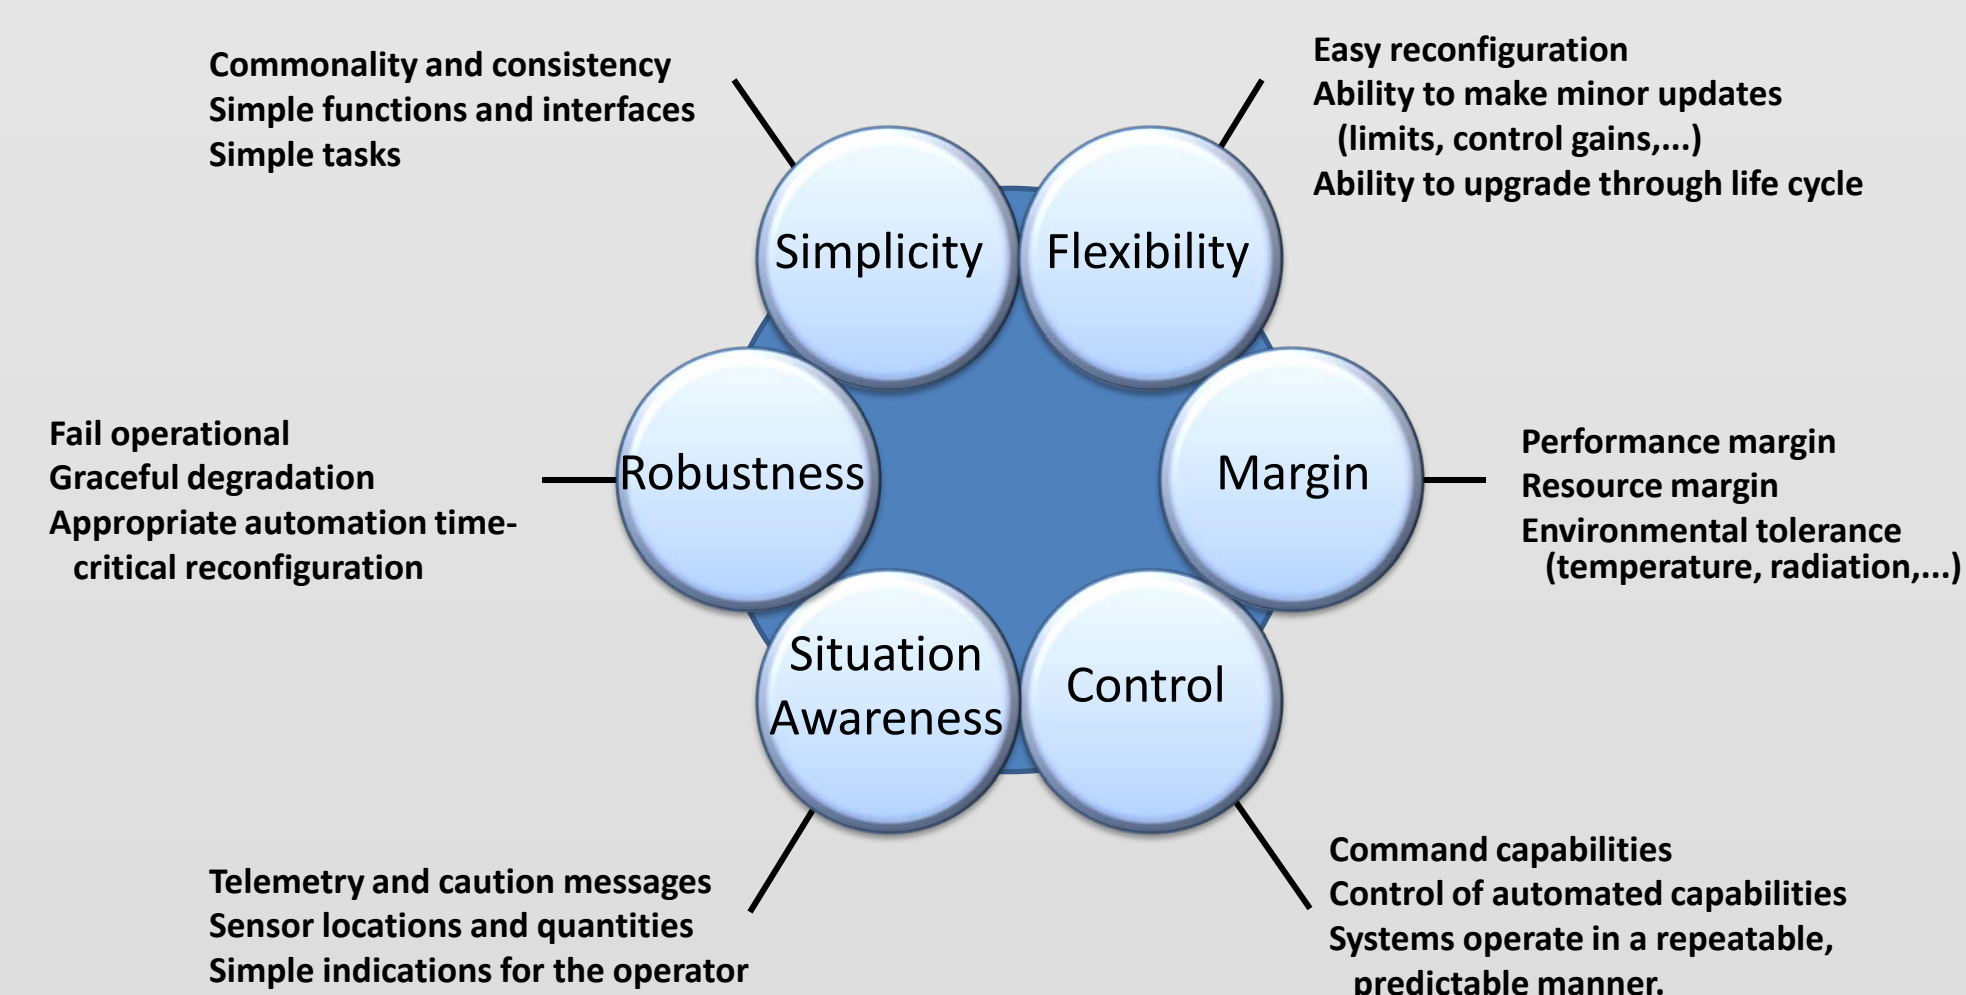 Commonality and consistency
Simple functions and interfaces
Simple tasks
Easy reconfiguration
Ability to make minor updates
(limits, control gains,...)
Ability to upgrade through life cycle
Simplicity
Flexibility
Fail operational
Graceful degradation
Appropriate automation time-
critical reconfiguration
Robustness
Margin
Performance margin
Resource margin
Environmental tolerance
(temperature, radiation,...)
Situation
Awareness
Control
Telemetry and caution messages
Sensor locations and quantities
Simple indications for the operator
Command capabilities
Control of automated capabilities
Systems operate in a repeatable,
predictable manner.